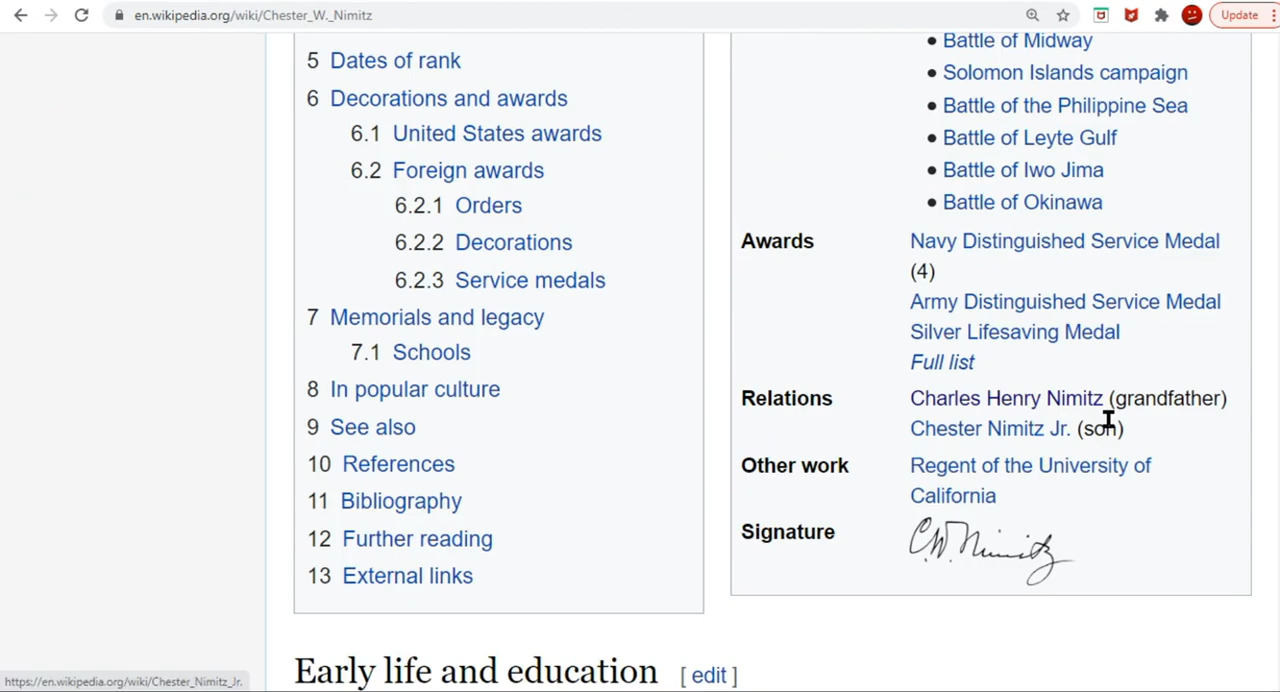 en.wikipedia.org/wiki/Chester_W._Nimitz
Update
5 Dates of rank
6 Decorations and awards
6.1 United States awards
6.2 Foreign awards
6.2.1 Orders
6.2.2 Decorations
6.2.3 Service medals
7 Memorials and legacy
7.1 Schools
8 In popular culture
9 See also
10 References
11 Bibliography
12 Further reading
13 External links
• Battle of Midway
• Solomon Islands campaign
• Battle of the Philippine Sea
• Battle of Leyte Gulf
• Battle of Iwo Jima
• Battle of Okinawa
Awards Navy Distinguished Service Medal
(4)
Army Distinguished Service Medal
Silver Lifesaving Medal
Full list
Relations Charles Henry Nimitz (grandfather)
Chester Nimitz Jr. (son)
Other work Regent of the University of
California
Signature
C.W. Nimitz
Early life and education [ edit ]
https://en.wikipedia.org/wiki/Chester_Nimitz_Jr.